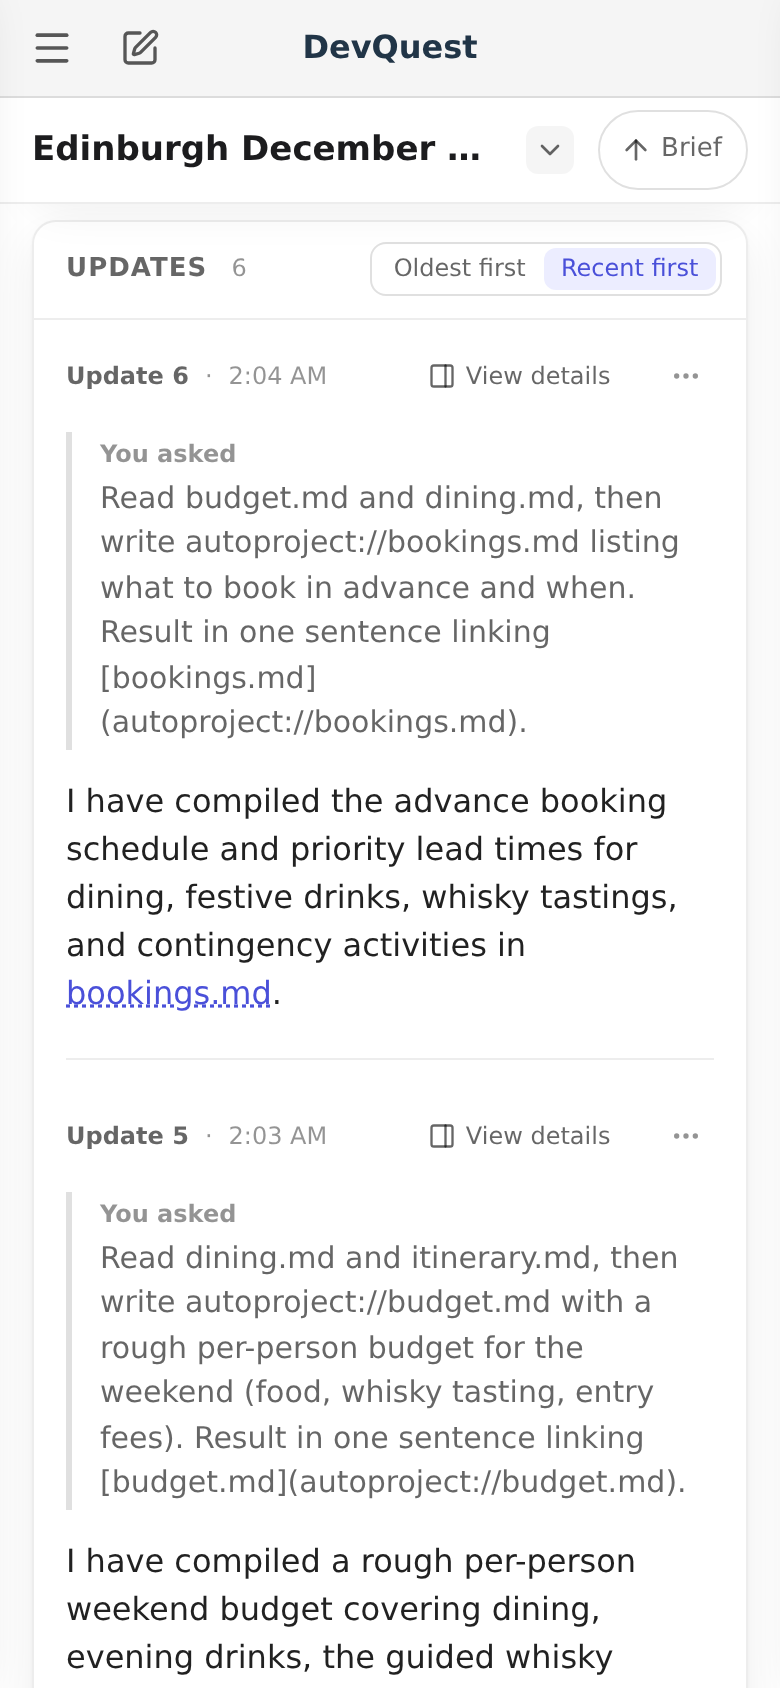 DevQuest
Edinburgh December ...
Brief
UPDATES 6
Oldest first
Recent first
Update 6 · 2:04 AM
View details
You asked
Read budget.md and dining.md, then
write autoproject://bookings.md listing
what to book in advance and when.
Result in one sentence linking
[bookings.md]
(autoproject://bookings.md).
I have compiled the advance booking
schedule and priority lead times for
dining, festive drinks, whisky tastings,
and contingency activities in
bookings.md.
Update 5 · 2:03 AM
View details
You asked
Read dining.md and itinerary.md, then
write autoproject://budget.md with a
rough per-person budget for the
weekend (food, whisky tasting, entry
fees). Result in one sentence linking
[budget.md](autoproject://budget.md).
I have compiled a rough per-person
weekend budget covering dining,
evening drinks, the guided whisky